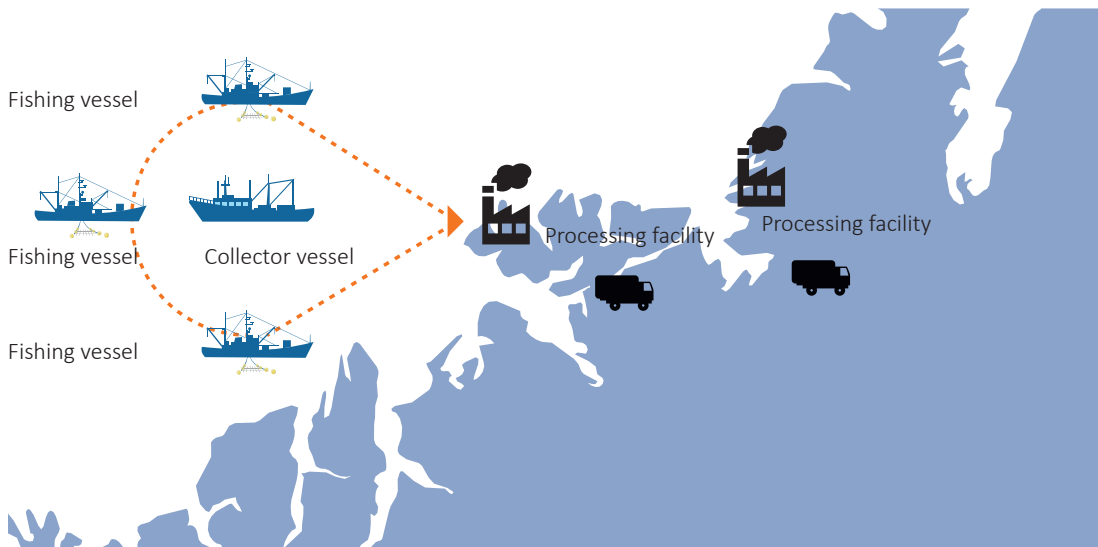 Fishing vessel
Fishing vessel
Collector vessel
Fishing vessel
Processing facility
Processing facility